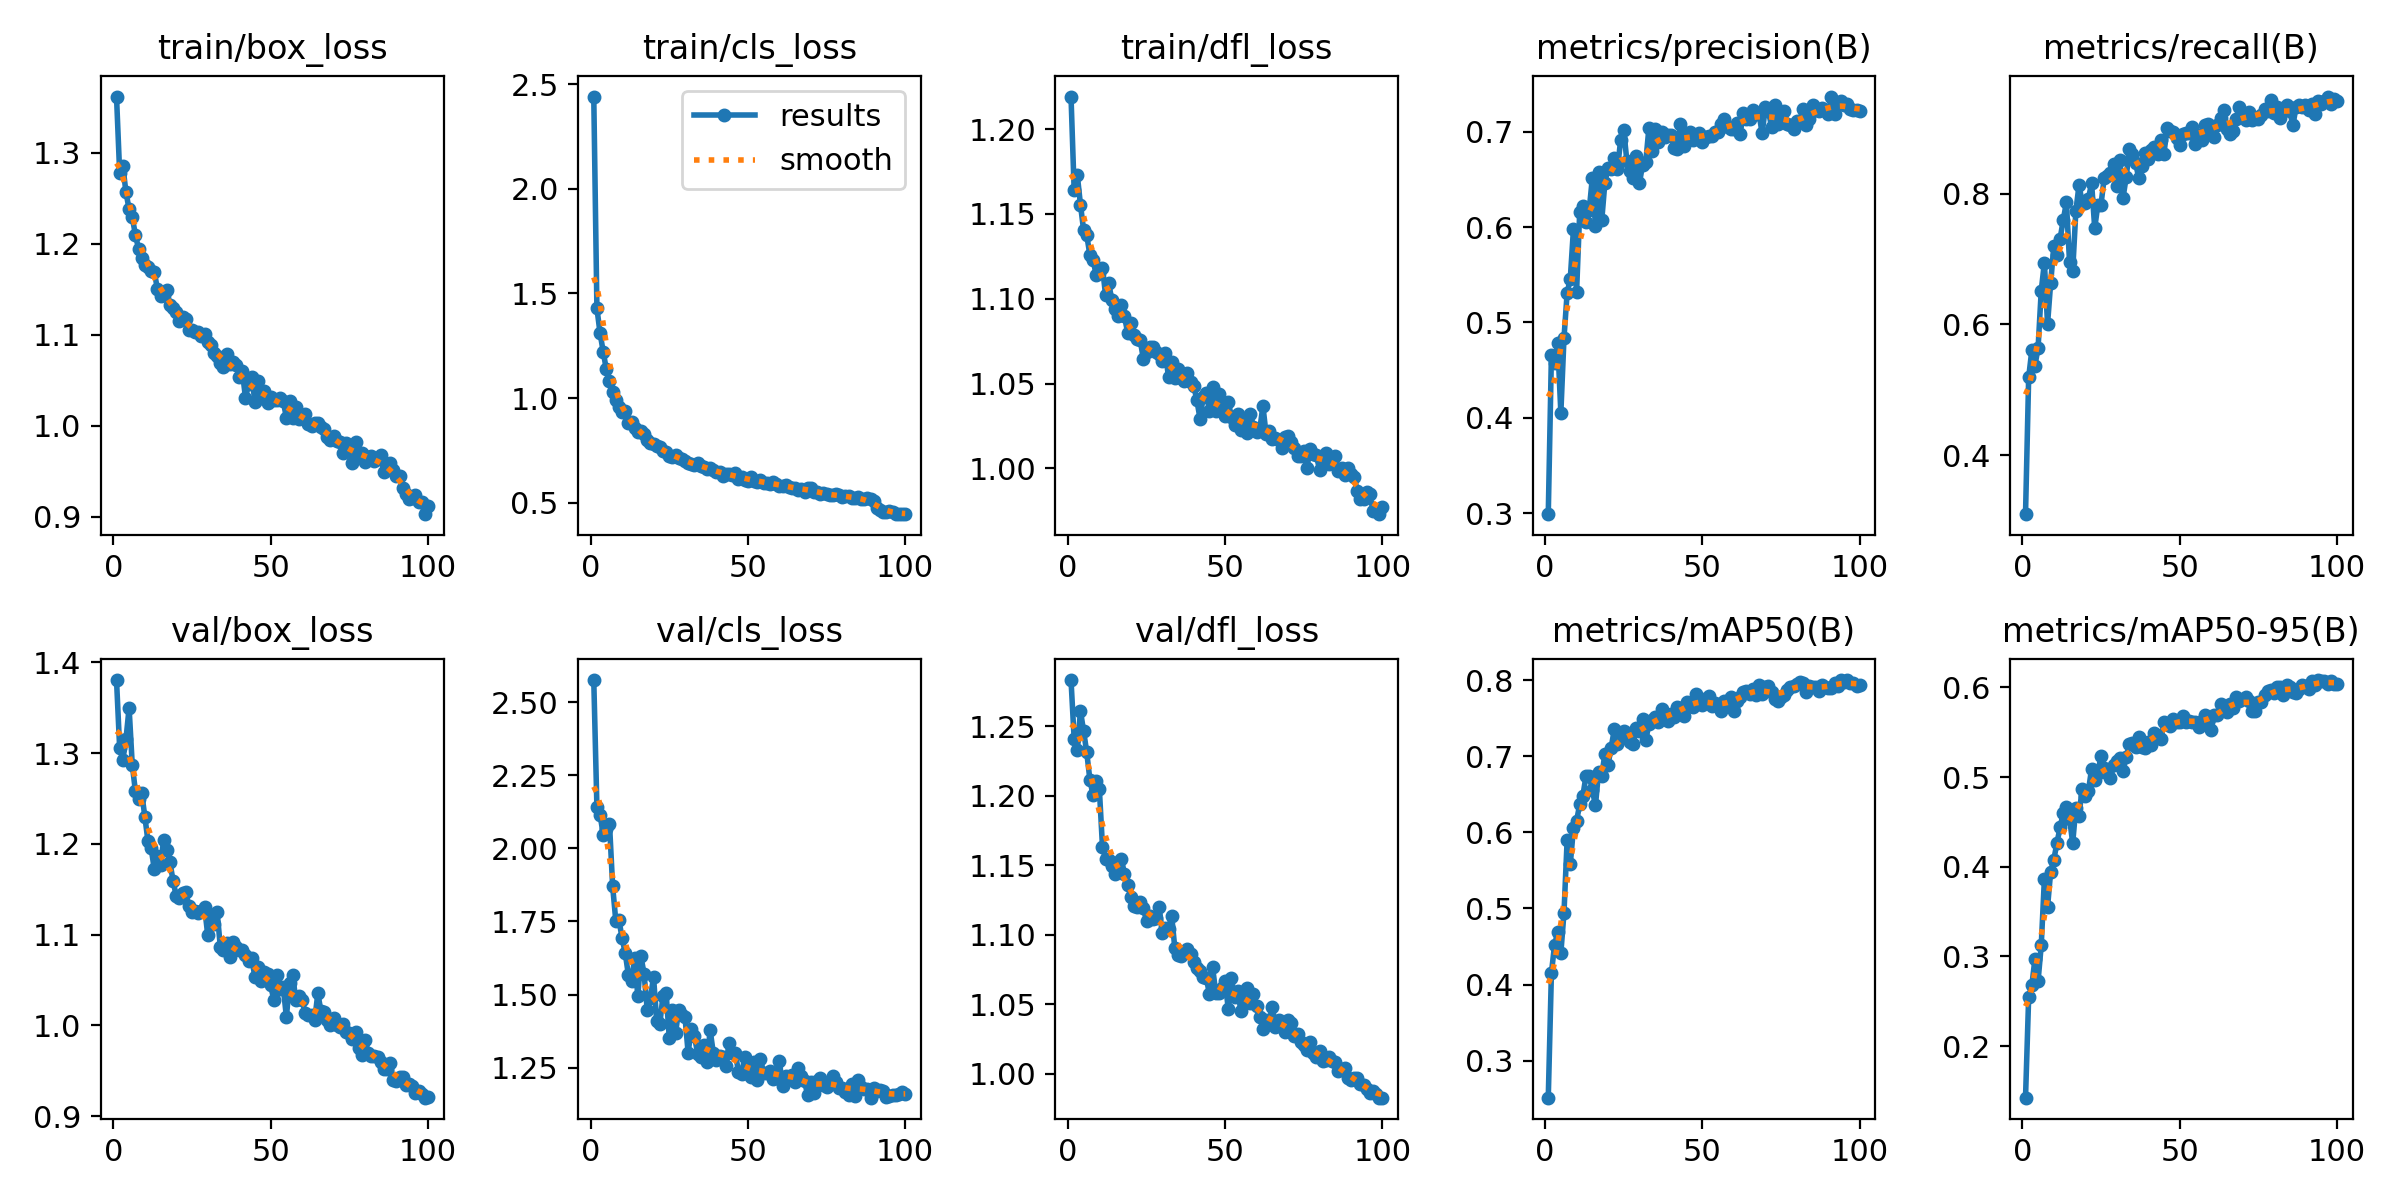 train/box_loss
1.3
1.2
1.1
1.0
0.9
0 50 100
train/cls_loss
results
smooth
2.5
2.0
1.5
1.0
0.5
0 50 100
train/dfl_loss
1.20
1.15
1.10
1.05
1.00
0 50 100
metrics/precision(B)
0.7
0.6
0.5
0.4
0.3
0 50 100
metrics/recall(B)
0.8
0.6
0.4
0 50 100
val/box_loss
1.4
1.3
1.2
1.1
1.0
0.9
0 50 100
val/cls_loss
2.50
2.25
2.00
1.75
1.50
1.25
0 50 100
val/dfl_loss
1.25
1.20
1.15
1.10
1.05
1.00
0 50 100
metrics/mAP50(B)
0.8
0.7
0.6
0.5
0.4
0.3
0 50 100
metrics/mAP50-95(B)
0.6
0.5
0.4
0.3
0.2
0 50 100